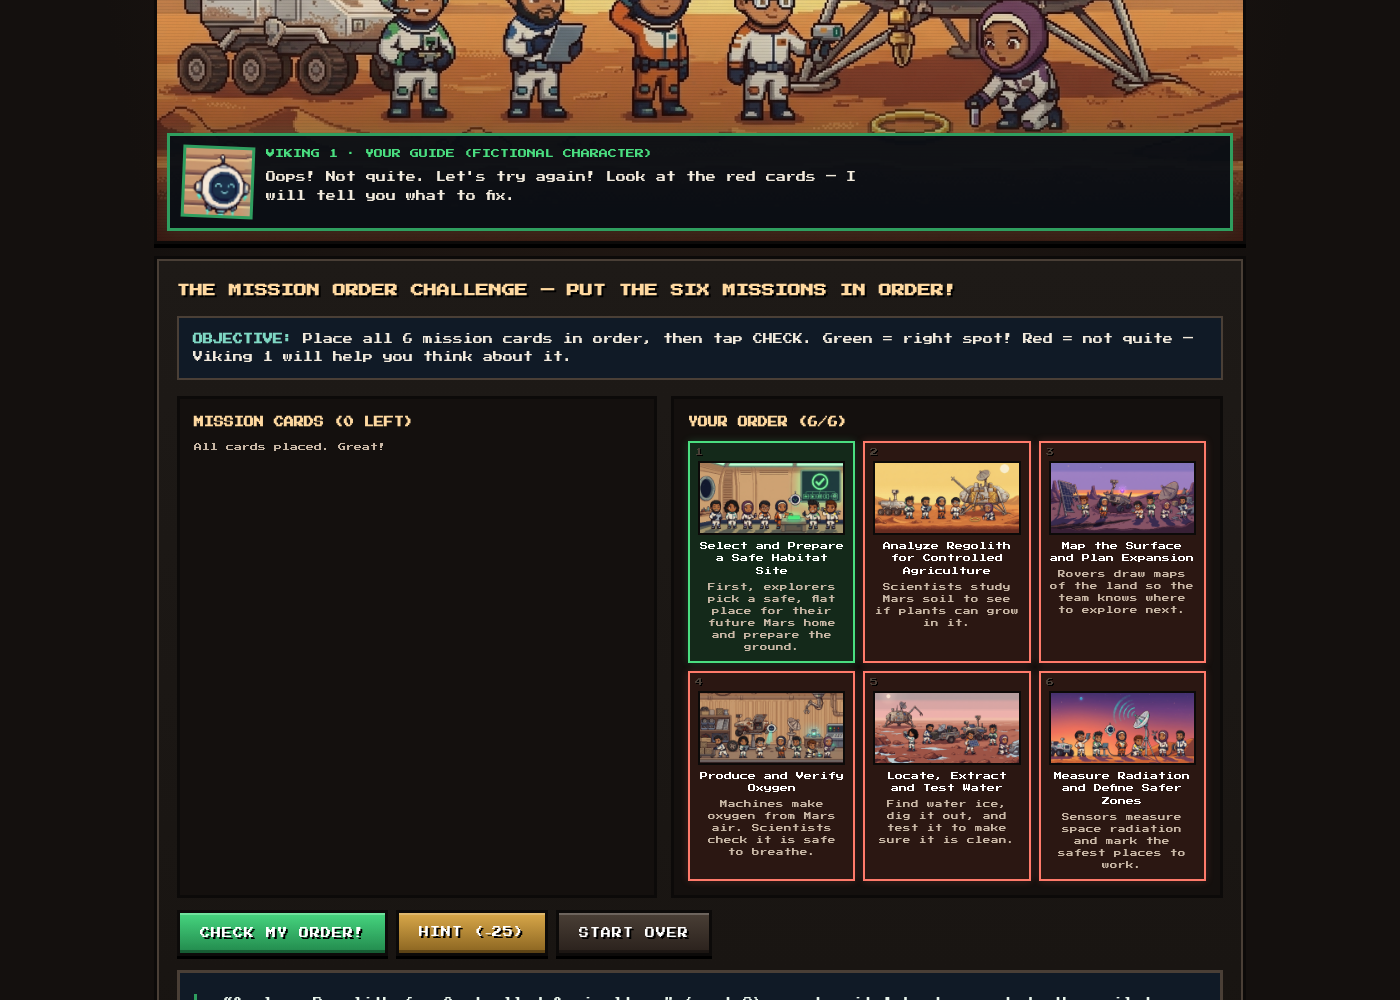 VIKING 1 · YOUR GUIDE (FICTIONAL CHARACTER)
Oops! Not quite. Let's try again! Look at the red cards — I
will tell you what to fix.
THE MISSION ORDER CHALLENGE — PUT THE SIX MISSIONS IN ORDER!
OBJECTIVE: Place all 6 mission cards in order, then tap CHECK. Green = right spot! Red = not quite —
Viking 1 will help you think about it.
MISSION CARDS (0 LEFT)
All cards placed. Great!
YOUR ORDER (6/6)
1
Select and Prepare
a Safe Habitat
Site
First, explorers
pick a safe, flat
place for their
future Mars home
and prepare the
ground.
2
Analyze Regolith
for Controlled
Agriculture
Scientists study
Mars soil to see
if plants can grow
in it.
3
Map the Surface
and Plan Expansion
Rovers draw maps
of the land so the
team knows where
to explore next.
4
Produce and Verify
Oxygen
Machines make
oxygen from Mars
air. Scientists
check it is safe
to breathe.
5
Locate, Extract
and Test Water
Find water ice,
dig it out, and
test it to make
sure it is clean.
6
Measure Radiation
and Define Safer
Zones
Sensors measure
space radiation
and mark the
safest places to
work.
CHECK MY ORDER!
HINT (-25)
START OVER